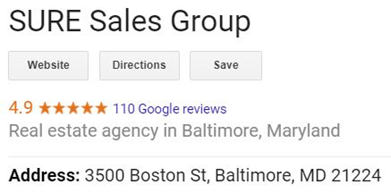 SURE Sales Group
Website Directions Save
4.9 110 Google reviews
Real estate agency in Baltimore, Maryland
Address: 3500 Boston St, Baltimore, MD 21224